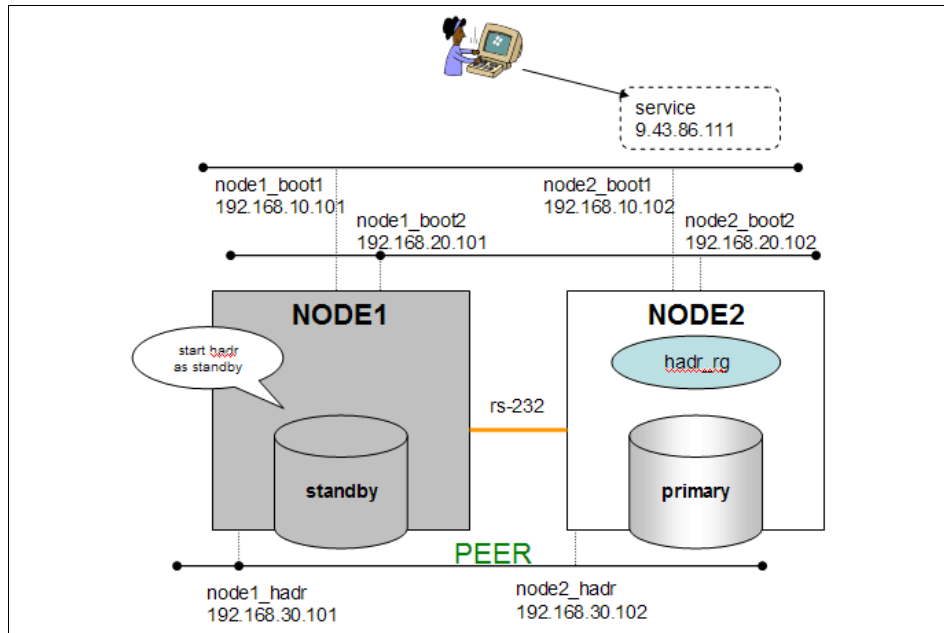 service
9.43.86.111
node1_boot1
192.168.10.101
node2_boot1
192.168.10.102
node1_boot2
192.168.20.101
node2_boot2
192.168.20.102
NODE1
NODE2
start hadr
as standby
hadr_rg
rs-232
standby
primary
PEER
node1_hadr
192.168.30.101
node2_hadr
192.168.30.102